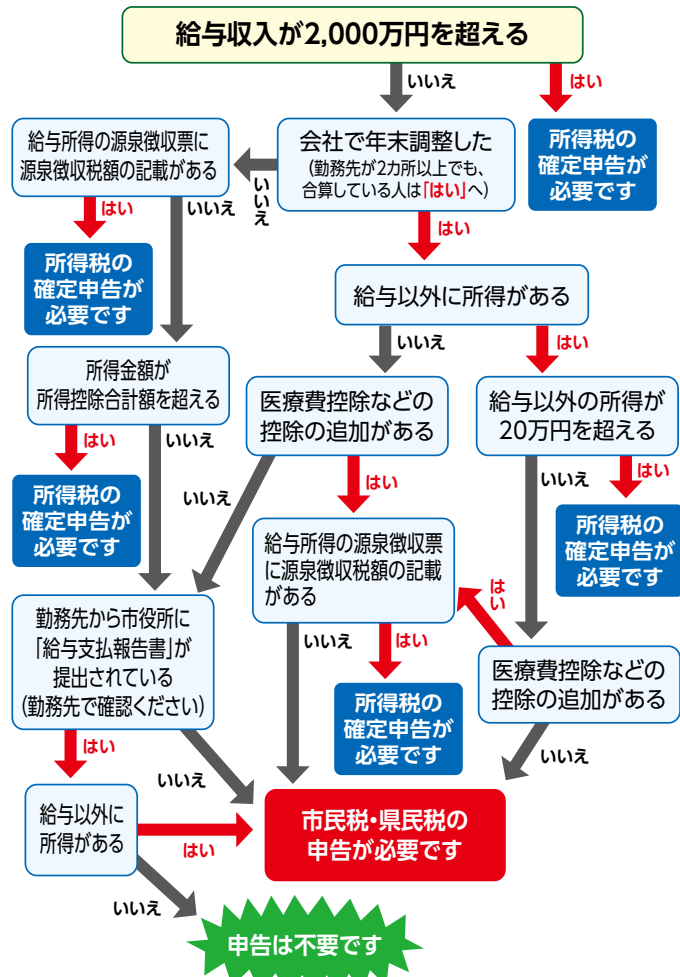 給与収入が2,000万円を超える
いいえ
はい
給与所得の源泉徴収票に
源泉徴収税額の記載がある
いいえ
会社で年末調整した
(勤務先が2カ所以上でも、
合算している人は「はい」へ)
所得税の
確定申告が
必要です
はい
いいえ
はい
所得税の
確定申告が
必要です
給与以外に所得がある
いいえ
はい
所得金額が
所得控除合計額を超える
医療費控除などの
控除の追加がある
給与以外の所得が
20万円を超える
はい
いいえ
いいえ
はい
いいえ
はい
所得税の
確定申告が
必要です
給与所得の源泉徴収票
に源泉徴収税額の記載
がある
所得税の
確定申告が
必要です
はい
勤務先から市役所に
「給与支払報告書」が
提出されている
(勤務先で確認ください)
いいえ
はい
医療費控除などの
控除の追加がある
所得税の
確定申告が
必要です
はい
いいえ
いいえ
給与以外に
所得がある
はい
市民税・県民税の
申告が必要です
いいえ
申告は不要です